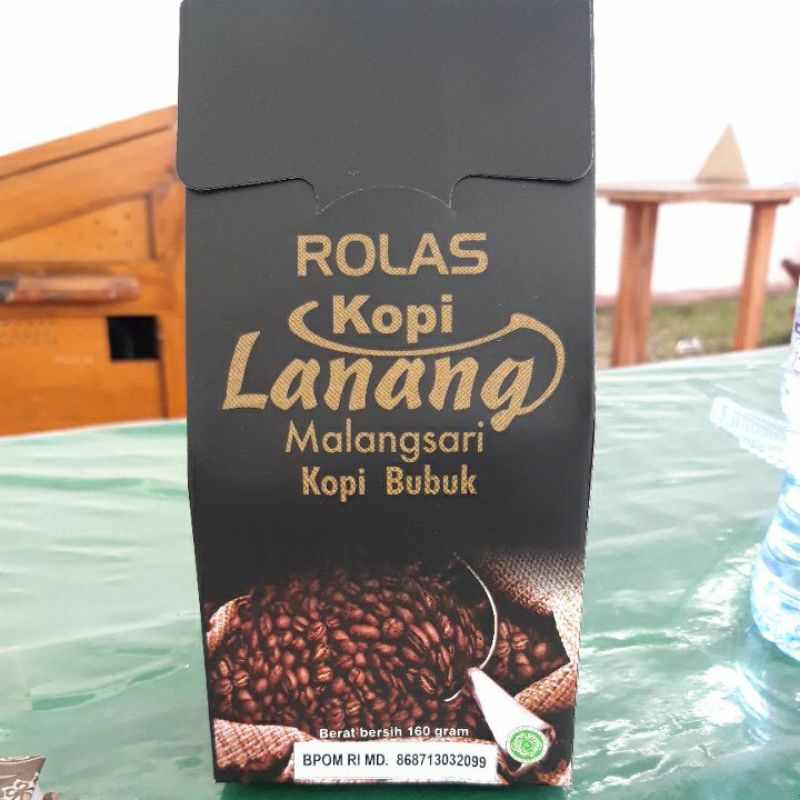 ROLAS
Kopi
Lanang
Malangsari
Kopi Bubuk
Berat bersih 160 gram
BPOM RI MD. 868713032099